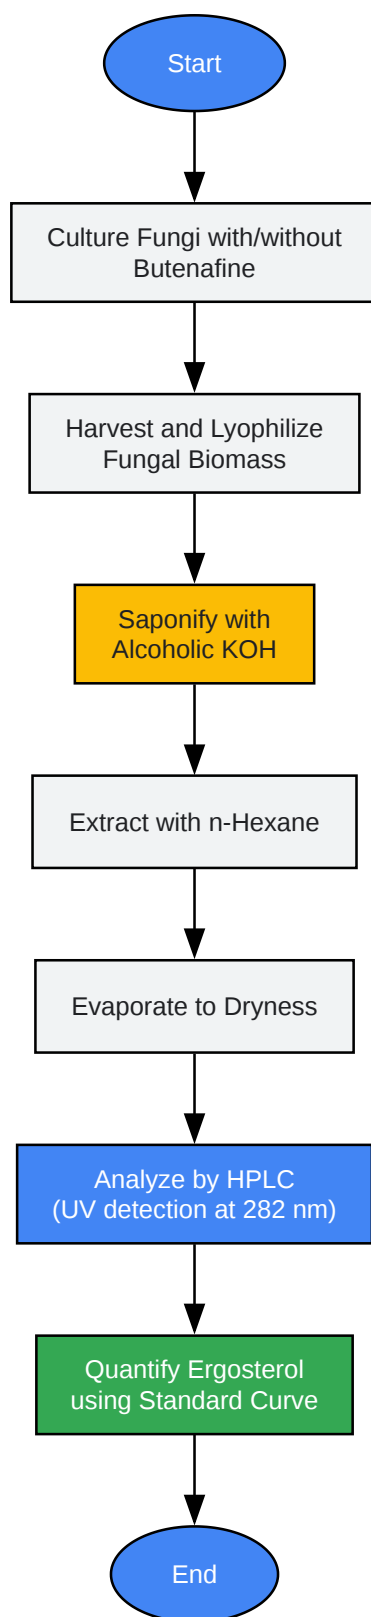 Start
Culture Fungi with/without
Butenafine
Harvest and Lyophilize
Fungal Biomass
Saponify with
Alcoholic KOH
Extract with n-Hexane
Evaporate to Dryness
Analyze by HPLC
(UV detection at 282 nm)
Quantify Ergosterol
using Standard Curve
End